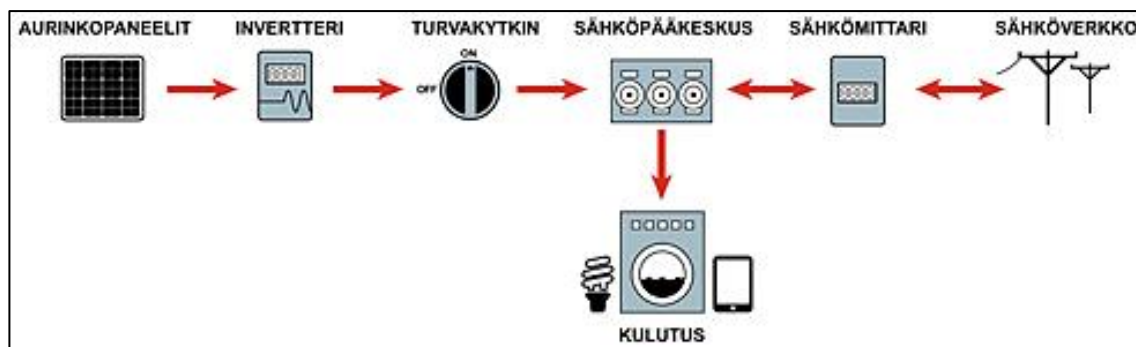 AURINKOPANEELIT INVERTTERI TURVAKYTKIN SÄHKÖPÄÄKESKUS SÄHKÖMITTARI SÄHKÖVERKKO
ON
OFF
KULUTUS